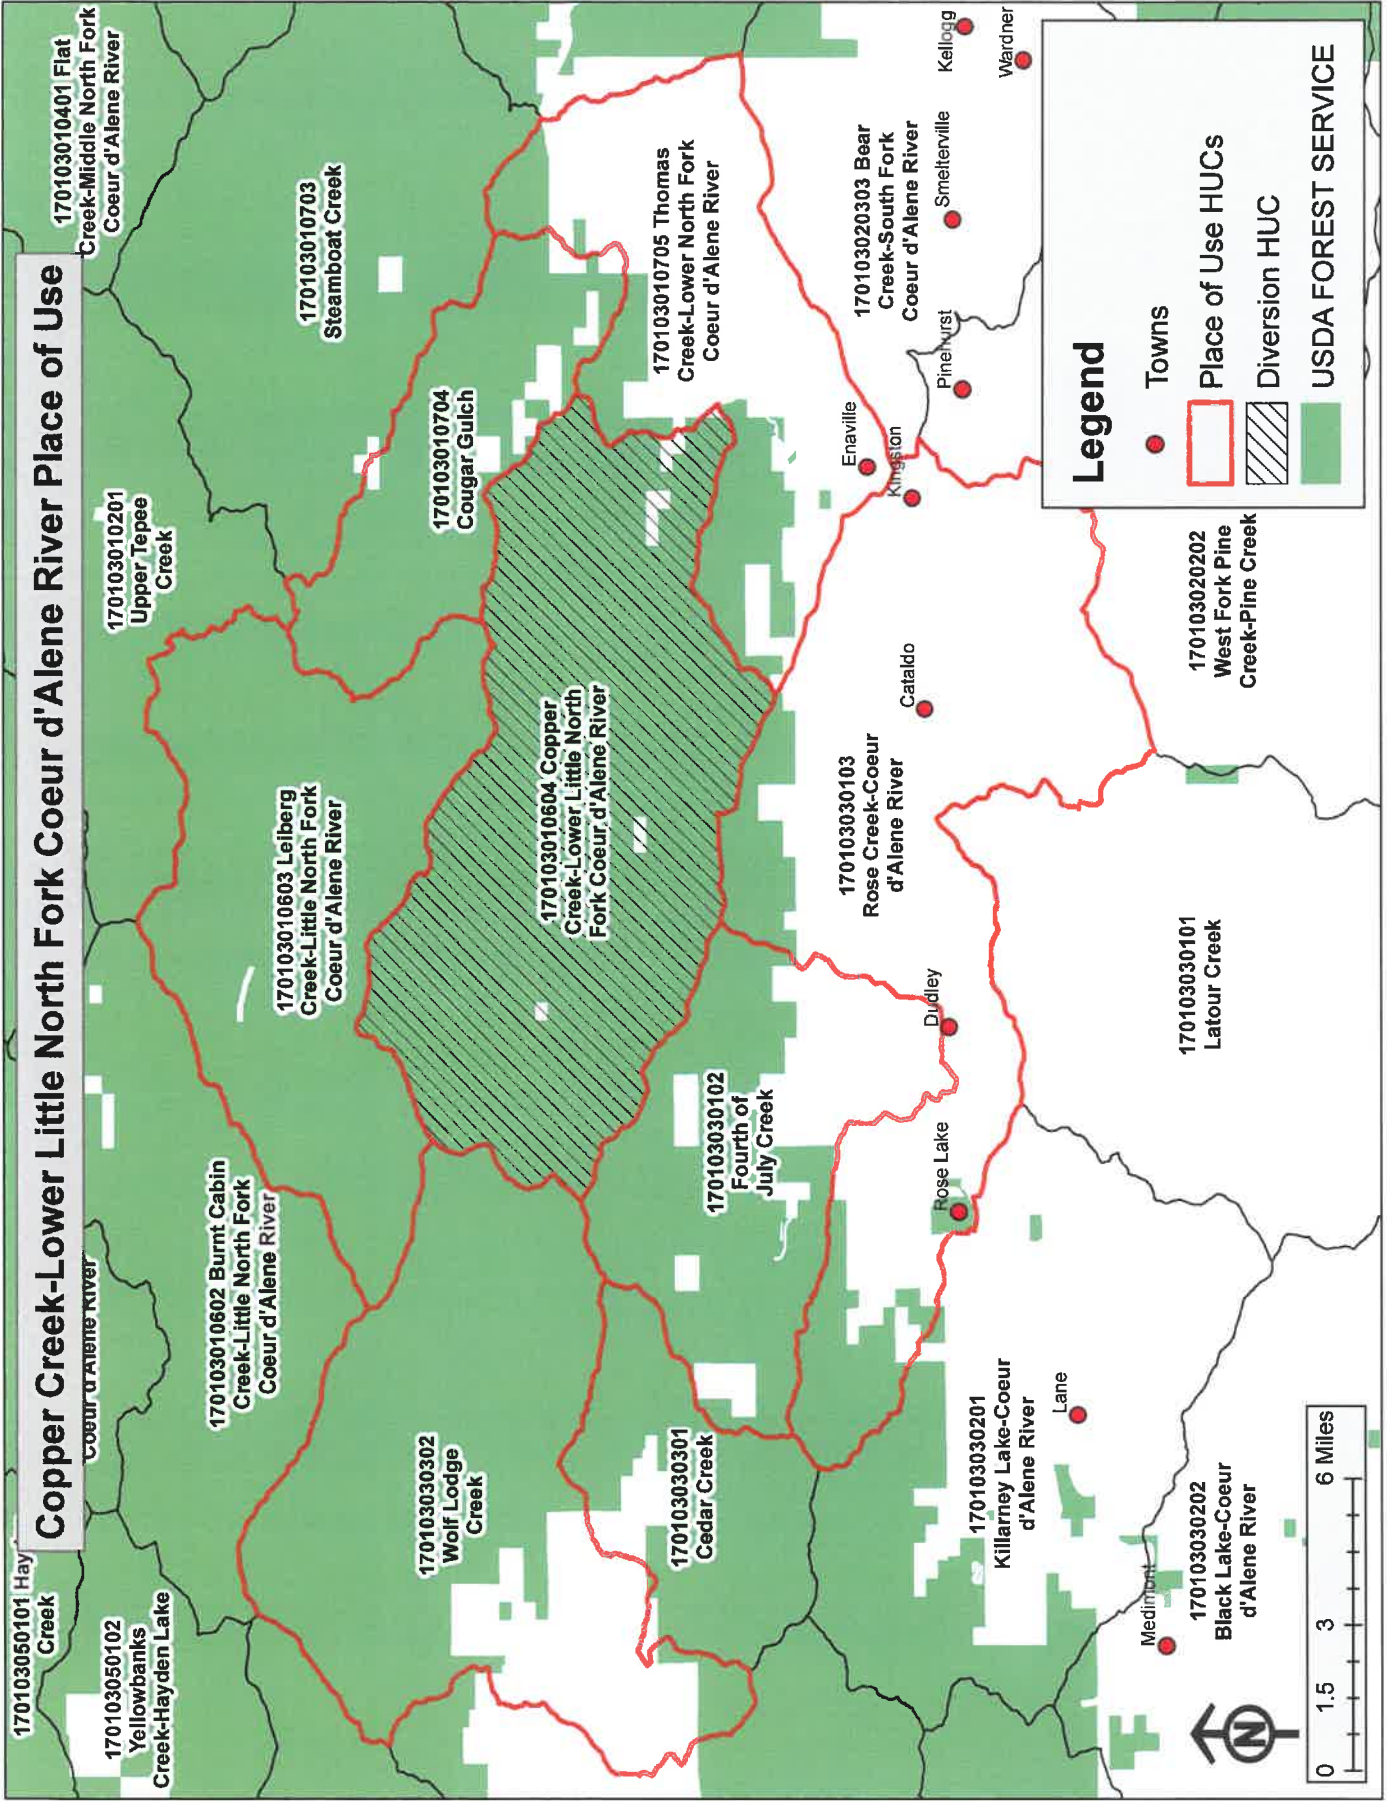 Copper Creek-Lower Little North Fork Coeur d'Alene River Place of Use
170103050101 Hay
Creek
170103050102
Yellowbanks
Creek-Hayden Lake
Coeur d'Alene River
170103010602 Burnt Cabin
Creek-Little North Fork
Coeur d'Alene River
170103010201
Upper Tepee
Creek
170103010401 Flat
Creek-Middle North Fork
Coeur d'Alene River
170103010703
Steamboat Creek
170103010603 Leiberg
Creek-Little North Fork
Coeur d'Alene River
170103010704
Cougar Gulch
170103030302
Wolf Lodge
Creek
170103010604 Copper
Creek-Lower Little North
Fork Coeur d'Alene River
170103010705 Thomas
Creek-Lower North Fork
Coeur d'Alene River
170103030301
Cedar Creek
170103030102
Fourth of
July Creek
170103030103
Rose Creek-Coeur
d'Alene River
170103020303 Bear
Creek-South Fork
Coeur d'Alene River
Enaville
Kingston
Pinehurst
Smelterville
Kellogg
Wardner
Cataldo
Dudley
Rose Lake
170103030201
Killarney Lake-Coeur
d'Alene River
Lane
Medimont
170103030202
Black Lake-Coeur
d'Alene River
170103030101
Latour Creek
170103020202
West Fork Pine
Creek-Pine Creek
Legend
Towns
Place of Use HUCs
Diversion HUC
USDA FOREST SERVICE
N
0 1.5 3 6 Miles